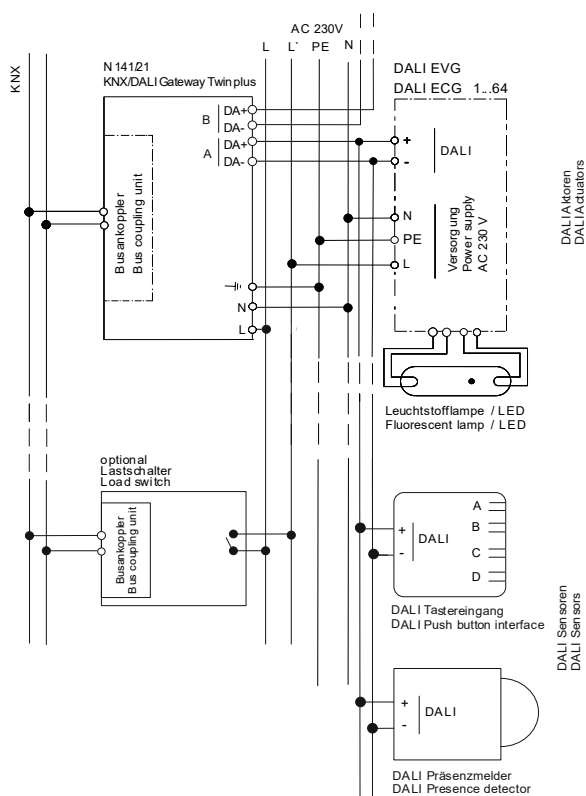 AC 230V
L L` PE N
KNX
N 141/21
KNX/DALI Gateway Twin plus
B
DA+
DA-
A
DA+
DA-
Busankoppler
Bus coupling unit
N
L
DALI EVG
DALI ECG 1...64
+
-
DALI
N
PE
L
Versorgung
Power supply
AC 230 V
DALI Aktoren
DALI Actuators
Leuchtstofflampe / LED
Fluorescent lamp / LED
optional
Lastschalter
Load switch
Busankoppler
Bus coupling unit
+
-
DALI
A
B
C
D
DALI Tastereingang
DALI Push button interface
DALI Sensoren
DALI Sensors
+
-
DALI
DALI Präsenzmelder
DALI Presence detector